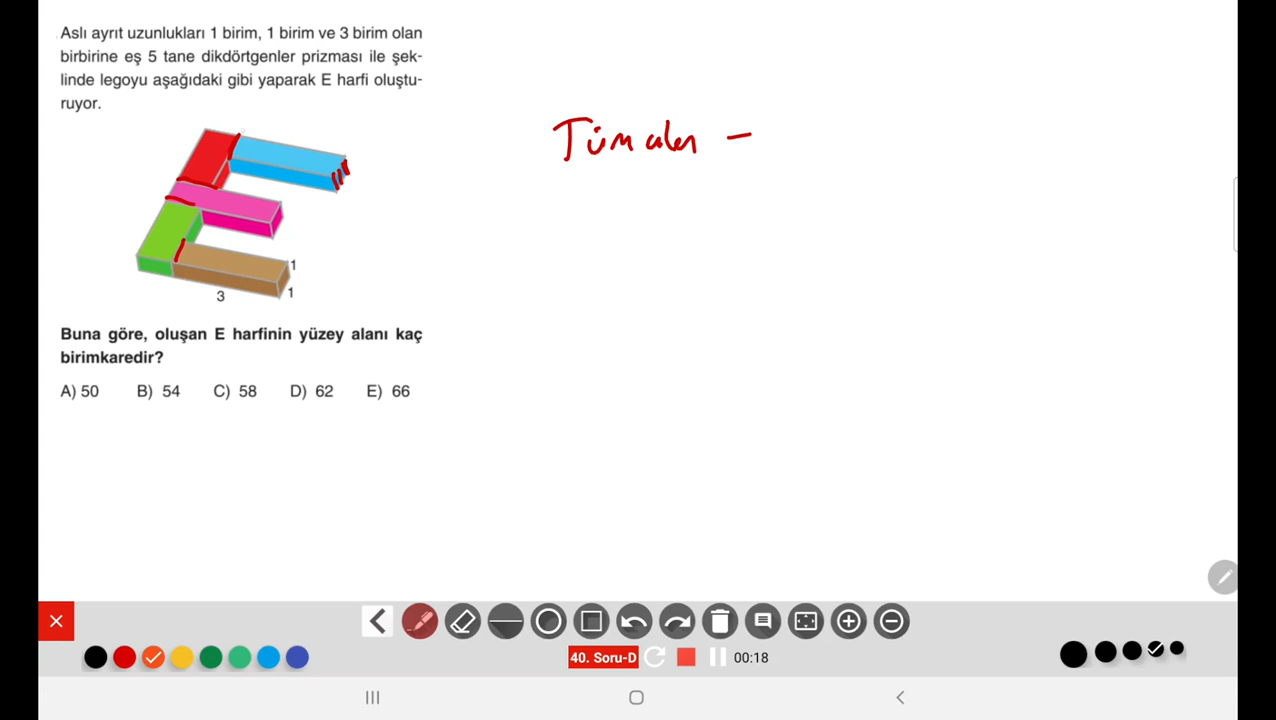 Aslı ayrıt uzunlukları 1 birim, 1 birim ve 3 birim olan
birbirine eş 5 tane dikdörtgenler prizması ile şek-
linde legoyu aşağıdaki gibi yaparak E harfi oluştu-
ruyor.
Tüm alan -
1
3
1
Buna göre, oluşan E harfinin yüzey alanı kaç
birimkaredir?
A) 50 B) 54 C) 58 D) 62 E) 66
40. Soru-D
00:18